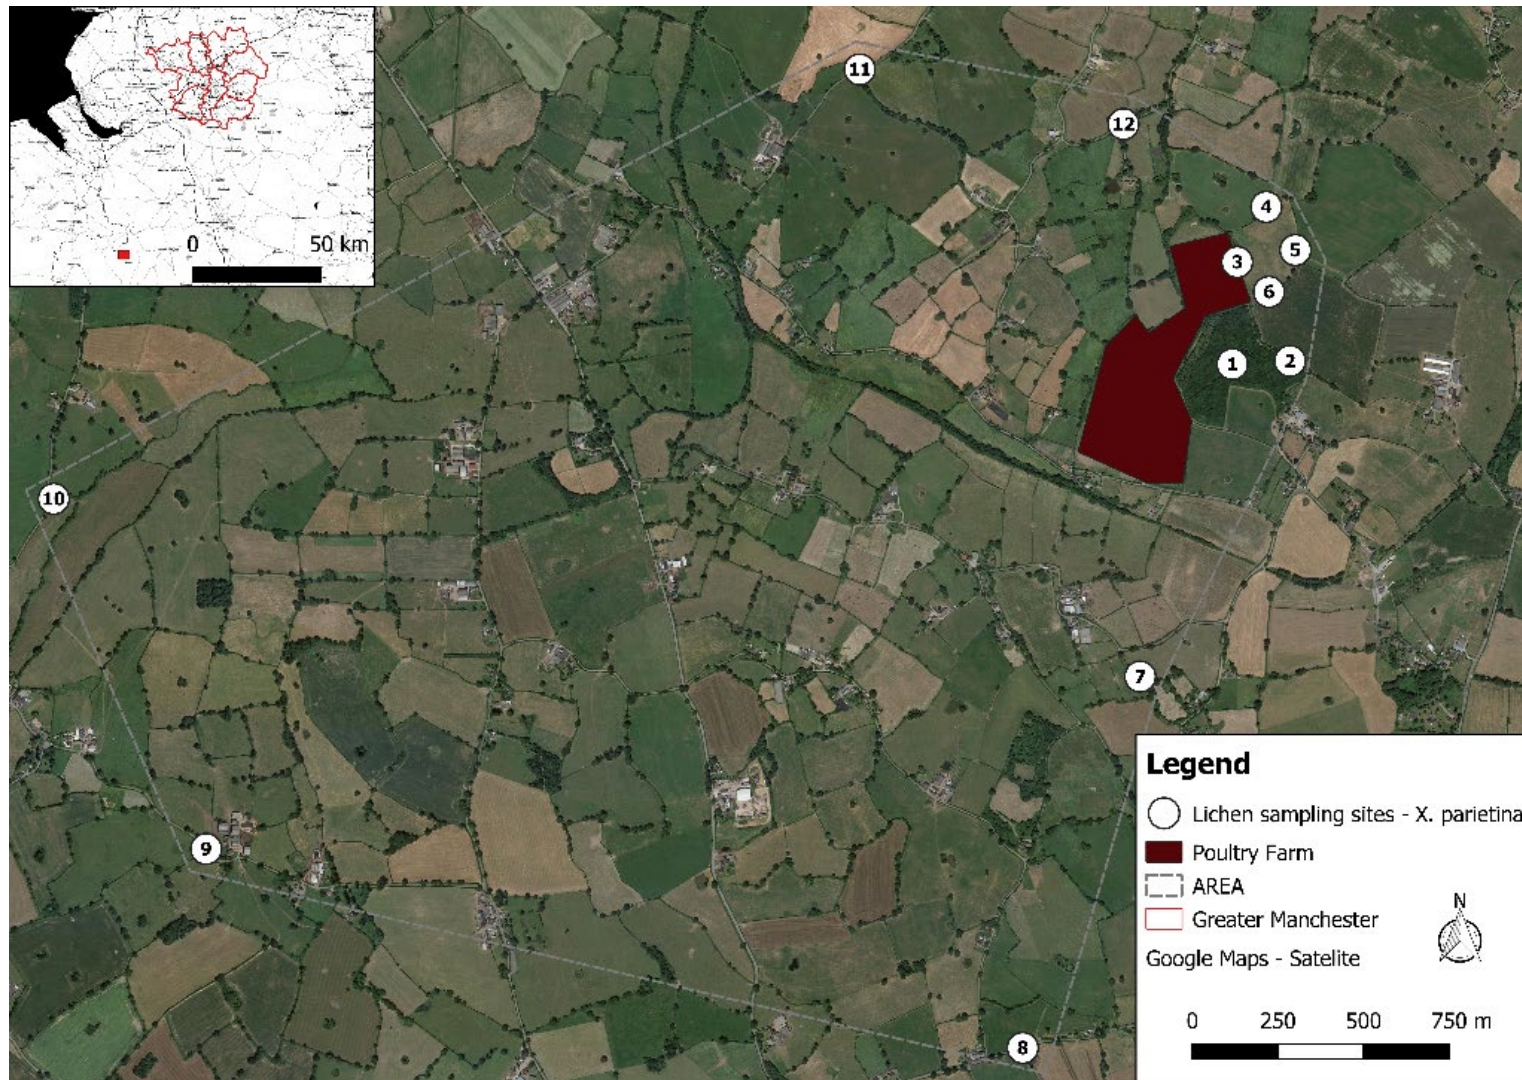 0 50 km
11
12
4
5
3
6
1
2
10
7
9
8
Legend
Lichen sampling sites - X. parietina
Poultry Farm
AREA
Greater Manchester
Google Maps - Satelite
N
0 250 500 750 m